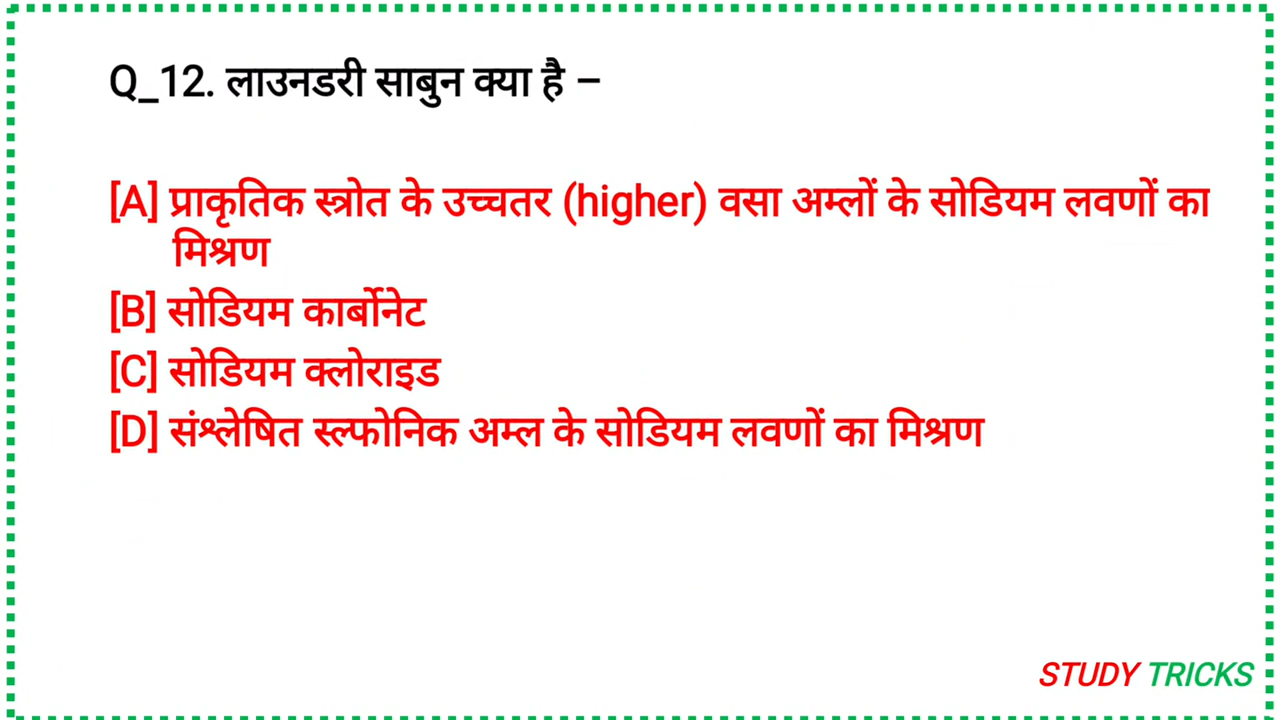 Q_12. लाउनडरी साबुन क्या है –
[A] प्राकृतिक स्त्रोत के उच्चतर (higher) वसा अम्लों के सोडियम लवणों का
मिश्रण
[B] सोडियम कार्बोनेट
[C] सोडियम क्लोराइड
[D] संश्लेषित स्ल्फोनिक अम्ल के सोडियम लवणों का मिश्रण
STUDY TRICKS